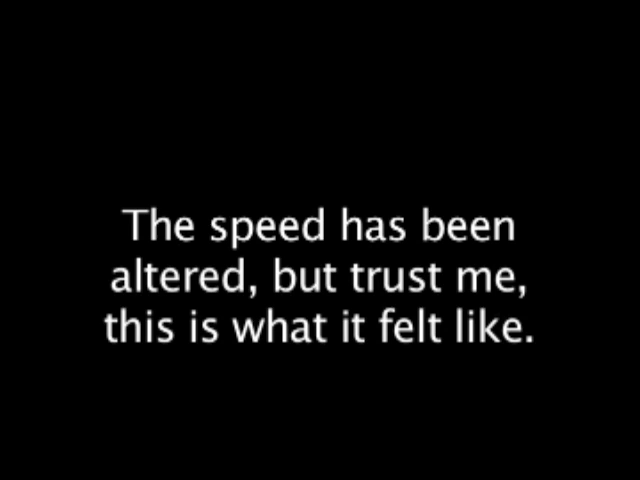 The speed has been
altered, but trust me,
this is what it felt like.